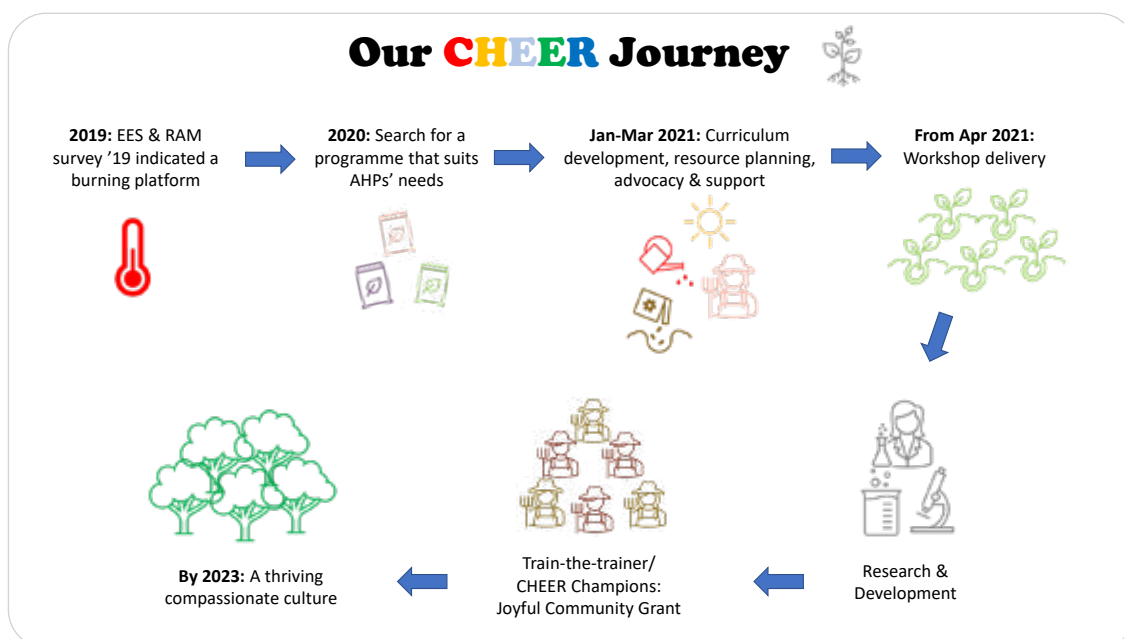 Our CHEER Journey
2019: EES & RAM
survey ’19 indicated a
burning platform
2020: Search for a
programme that suits
AHPs’ needs
Jan-Mar 2021: Curriculum
development, resource planning,
advocacy & support
From Apr 2021:
Workshop delivery
Research &
Development
Train-the-trainer/
CHEER Champions:
Joyful Community Grant
By 2023: A thriving
compassionate culture